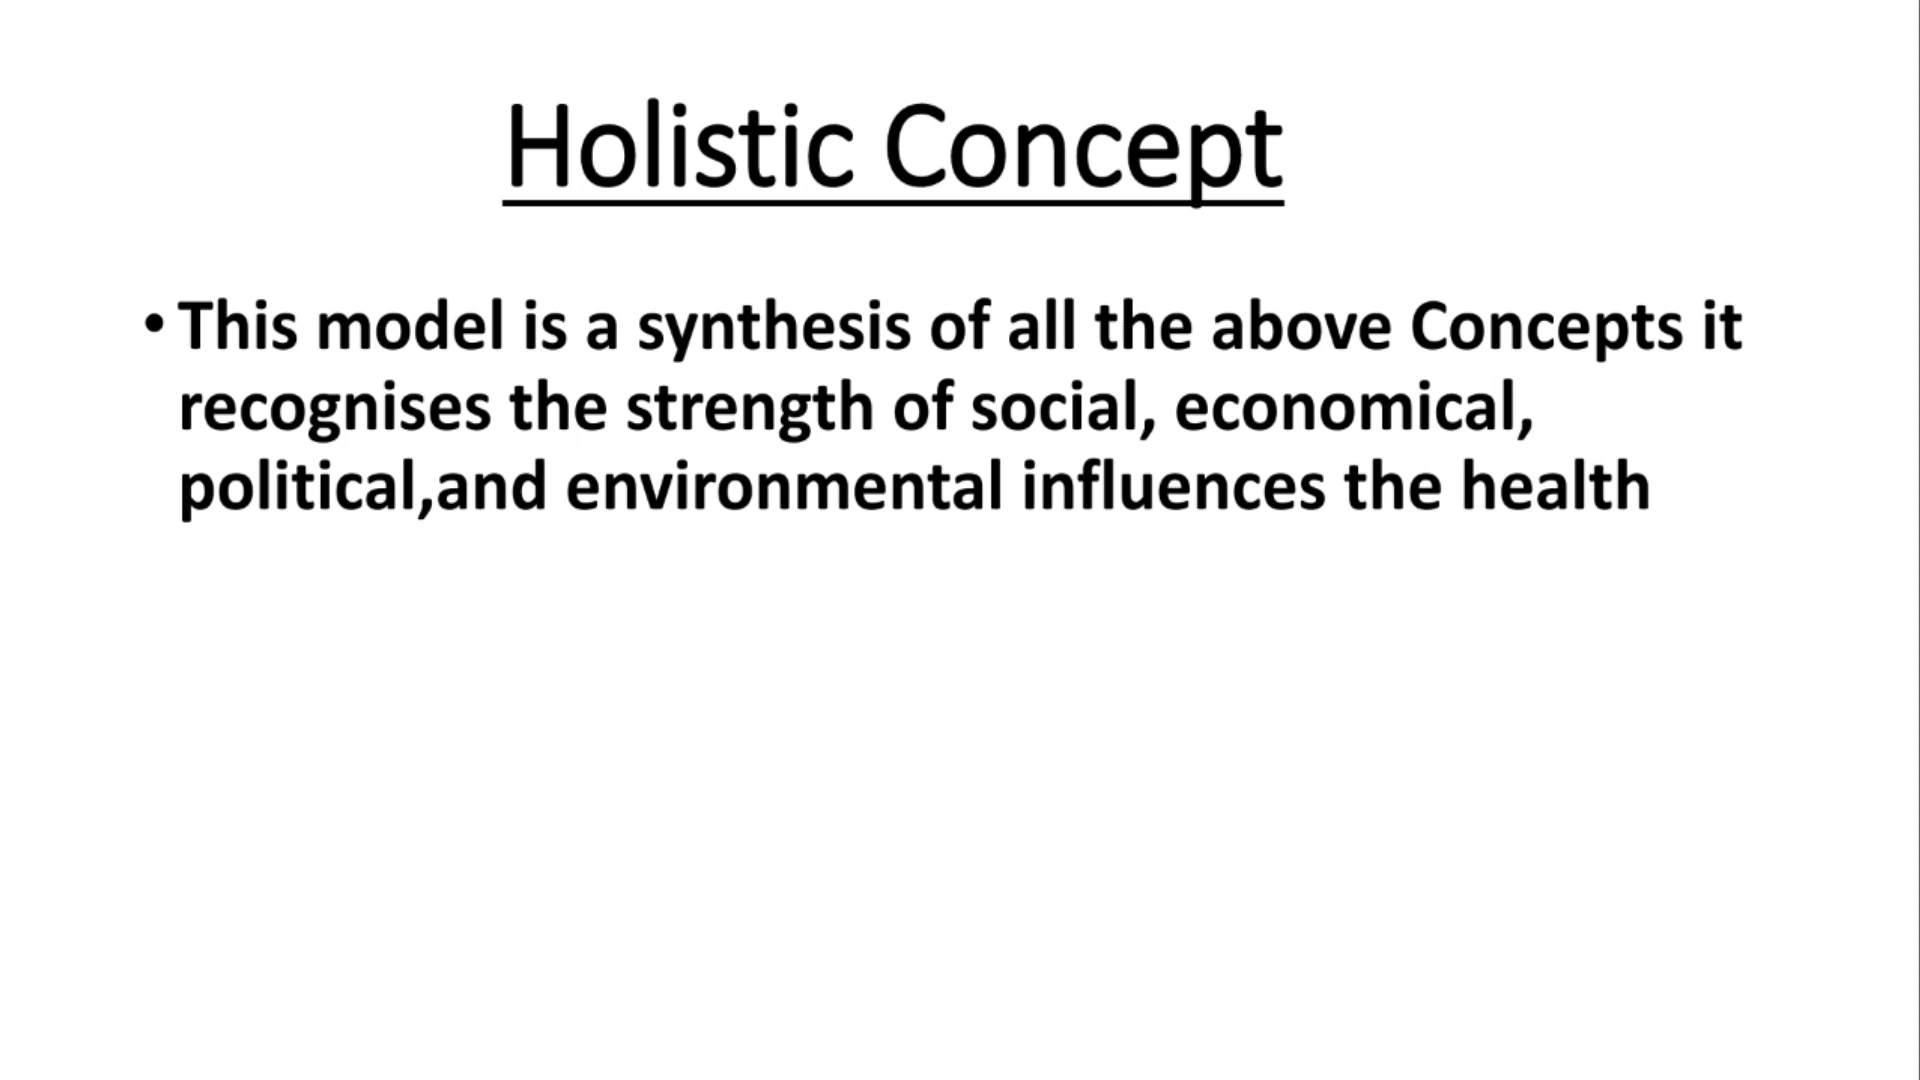 Holistic Concept
• This model is a synthesis of all the above Concepts it
recognises the strength of social, economical,
political,and environmental influences the health